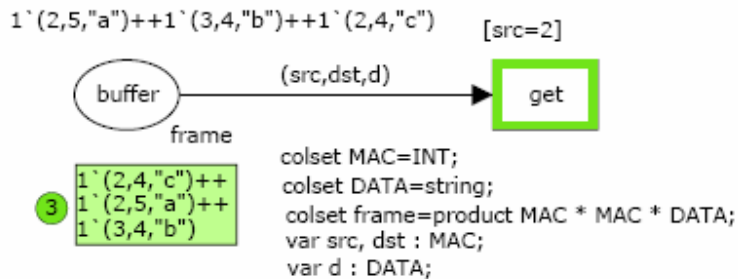 1`(2,5,"a")++1`(3,4,"b")++1`(2,4,"c")
[src=2]
(src,dst,d)
buffer
get
frame
3
1`(2,4,"c")++
1`(2,5,"a")++
1`(3,4,"b")
colset MAC=INT;
colset DATA=string;
colset frame=product MAC * MAC * DATA;
var src, dst : MAC;
var d : DATA;